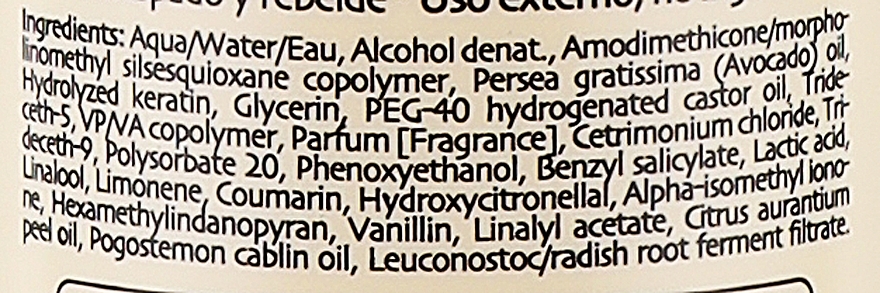 y rebelde Uso externo,
Ingredients: Aqua/Water/Eau, Alcohol denat., Amodimethicone/morpho-
linomethyl silsesquioxane copolymer, Persea gratissima (Avocado) oil,
Hydrolyzed keratin, Glycerin, PEG-40 hydrogenated castor oil, Tride-
ceth-5, VP/VA copolymer, Parfum [Fragrance], Cetrimonium chloride, Tri-
deceth-9, Polysorbate 20, Phenoxyethanol, Benzyl salicylate, Lactic acid,
Linalool, Limonene, Coumarin, Hydroxycitronellal, Alpha-isomethyl iono-
ne, Hexamethylindanopyran, Vanillin, Linalyl acetate, Citrus aurantium
peel oil, Pogostemon cablin oil, Leuconostoc/radish root ferment filtrate.